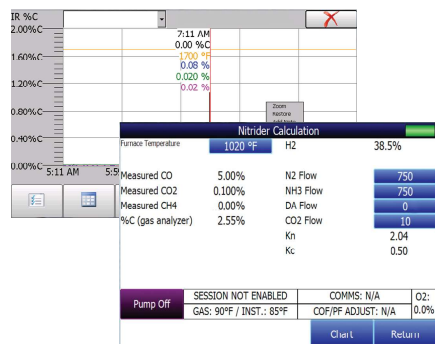 IR %C
2.00%C
7:11 AM
0.00 %C
1700 °F
1.60%C
0.08 %
0.020 %
0.02 %
1.20%C
0.80%C
Zoom
Restore
0.40%C
0.00%C
5:11 AM
Nitrider Calculation
Furnace Temperature 1020 °F H2 38.5%
Measured CO 5.00% N2 Flow 750
Measured CO2 0.100% NH3 Flow 750
Measured CH4 0.00% DA Flow 0
%C (gas analyzer) 2.55% CO2 Flow 10
Kn 2.04
Kc 0.50
Pump Off
SESSION NOT ENABLED COMMS: N/A O2:
GAS: 90°F / INST.: 85°F COF/PF ADJUST: N/A 0.0%
Chart Return